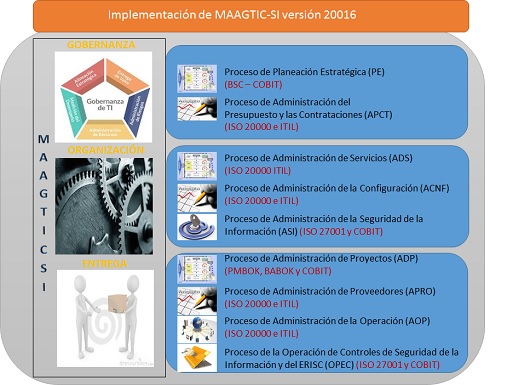 Implementación de MAAGTIC-SI versión 20016
MAAGTICSI
GOBERNANZA
Gobernanza
de TI
Proceso de Planeación Estratégica (PE)
(BSC – COBIT)
Proceso de Administración del
Presupuesto y las Contrataciones (APCT)
(ISO 20000 e ITIL)
ORGANIZACIÓN
Proceso de Administración de Servicios (ADS)
(ISO 20000 ITIL)
Proceso de Administración de la Configuración (ACNF)
(ISO 20000 e ITIL)
Proceso de Administración de la Seguridad de la
Información (ASI) (ISO 27001 y COBIT)
ENTREGA
Proceso de Administración de Proyectos (ADP)
(PMBOK, BABOK y COBIT)
Proceso de Administración de Proveedores (APRO)
(ISO 20000 e ITIL)
Proceso de Administración de la Operación (AOP)
(ISO 20000 e ITIL)
Proceso de la Operación de Controles de Seguridad de la
Información y del ERISC (OPEC) (ISO 27001 y COBIT)